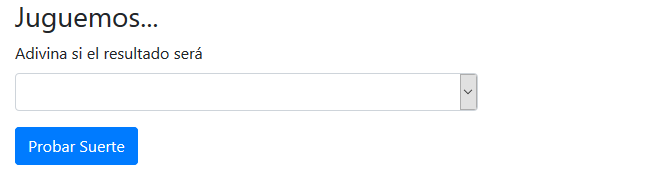 Juguemos...
Adivina si el resultado será
Probar Suerte